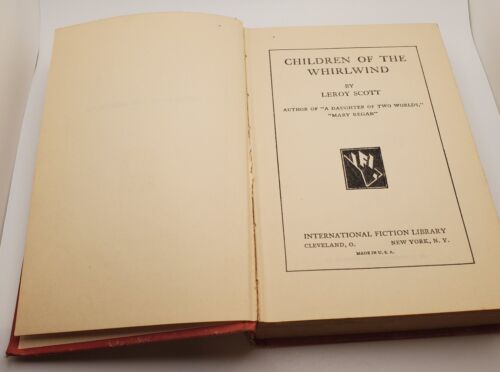 CHILDREN OF THE
WHIRLWIND
BY
LEROY SCOTT
AUTHOR OF "A DAUGHTER OF TWO WORLDS,"
"MARY REGAN"
IFL
INTERNATIONAL FICTION LIBRARY
CLEVELAND, O. NEW YORK, N. Y.
MADE IN U. S. A.